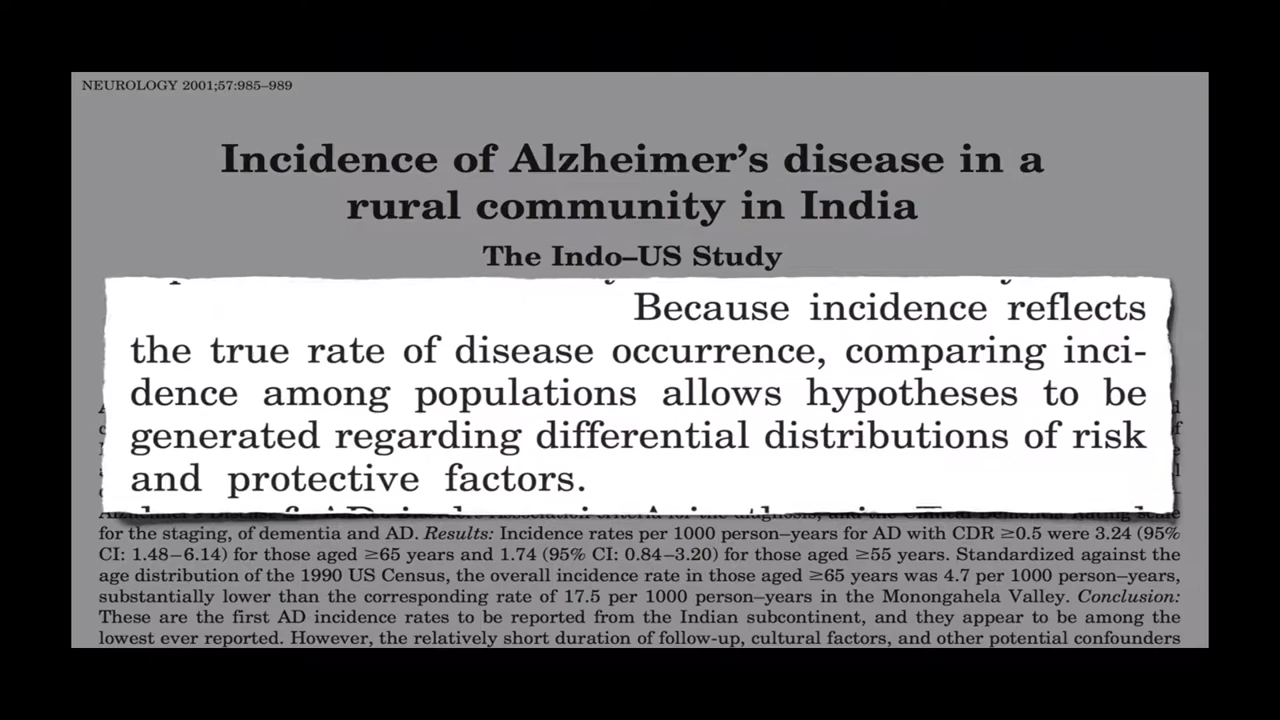 NEUROLOGY 2001;57:985–989
Incidence of Alzheimer's disease in a
rural community in India
The Indo–US Study
Because incidence reflects
the true rate of disease occurrence, comparing inci-
dence among populations allows hypotheses to be
generated regarding differential distributions of risk
and protective factors.
for the staging, of dementia and AD. Results: Incidence rates per 1000 person–years for AD with CDR ≥0.5 were 3.24 (95%
CI: 1.48–6.14) for those aged ≥65 years and 1.74 (95% CI: 0.84–3.20) for those aged ≥55 years. Standardized against the
age distribution of the 1990 US Census, the overall incidence rate in those aged ≥65 years was 4.7 per 1000 person–years,
substantially lower than the corresponding rate of 17.5 per 1000 person–years in the Monongahela Valley. Conclusion:
These are the first AD incidence rates to be reported from the Indian subcontinent, and they appear to be among the
lowest ever reported. However, the relatively short duration of follow-up, cultural factors, and other potential confounders